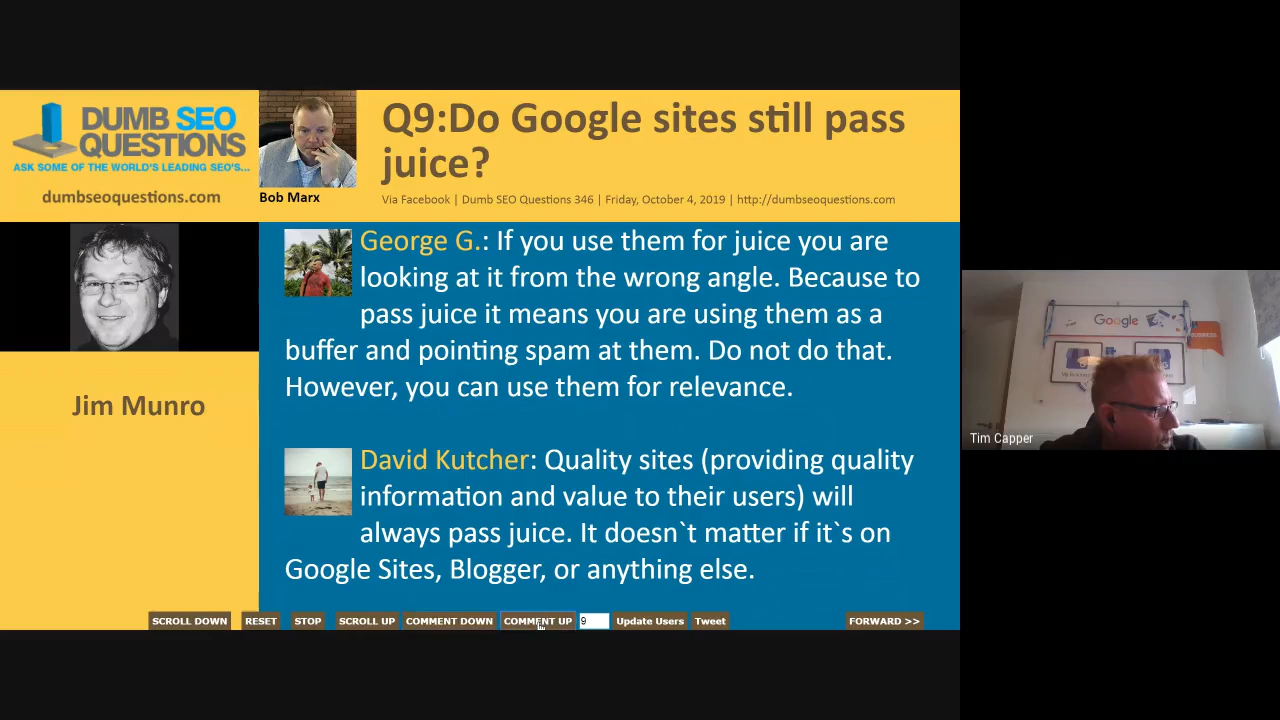 DUMB SEO
QUESTIONS
ASK SOME OF THE WORLD'S LEADING SEO'S...
dumbseoquestions.com
Bob Marx
Q9:Do Google sites still pass
juice?
Via Facebook | Dumb SEO Questions 346 | Friday, October 4, 2019 | http://dumbseoquestions.com
Jim Munro
George G.: If you use them for juice you are
looking at it from the wrong angle. Because to
pass juice it means you are using them as a
buffer and pointing spam at them. Do not do that.
However, you can use them for relevance.
David Kutcher: Quality sites (providing quality
information and value to their users) will
always pass juice. It doesn`t matter if it`s on
Google Sites, Blogger, or anything else.
SCROLL DOWN RESET STOP SCROLL UP COMMENT DOWN COMMENT UP 9 Update Users Tweet FORWARD >>
Google
BUSINESS
Tim Capper